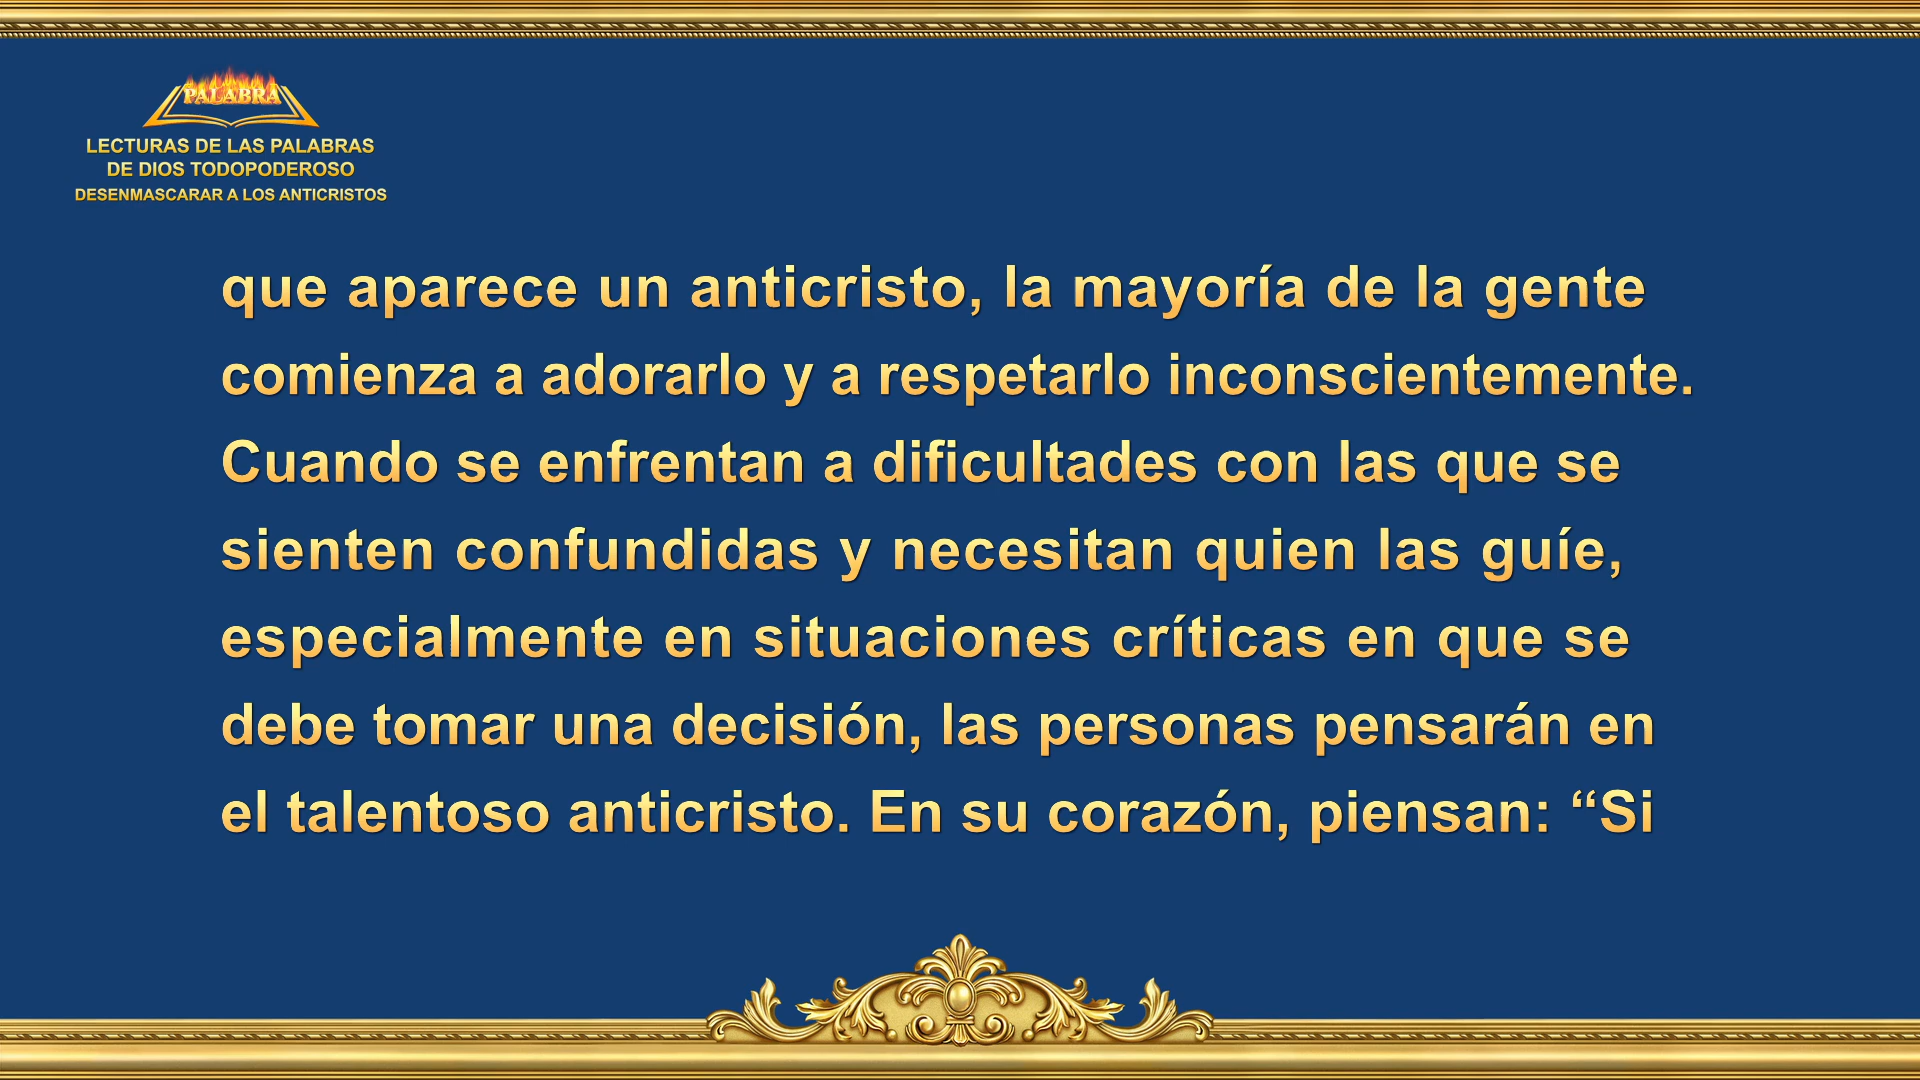 PALABRA
LECTURAS DE LAS PALABRAS
DE DIOS TODOPODEROSO
DESENMASCARAR A LOS ANTICRISTOS
que aparece un anticristo, la mayoría de la gente
comienza a adorarlo y a respetarlo inconscientemente.
Cuando se enfrentan a dificultades con las que se
sienten confundidas y necesitan quien las guíe,
especialmente en situaciones críticas en que se
debe tomar una decisión, las personas pensarán en
el talentoso anticristo. En su corazón, piensan: “Si